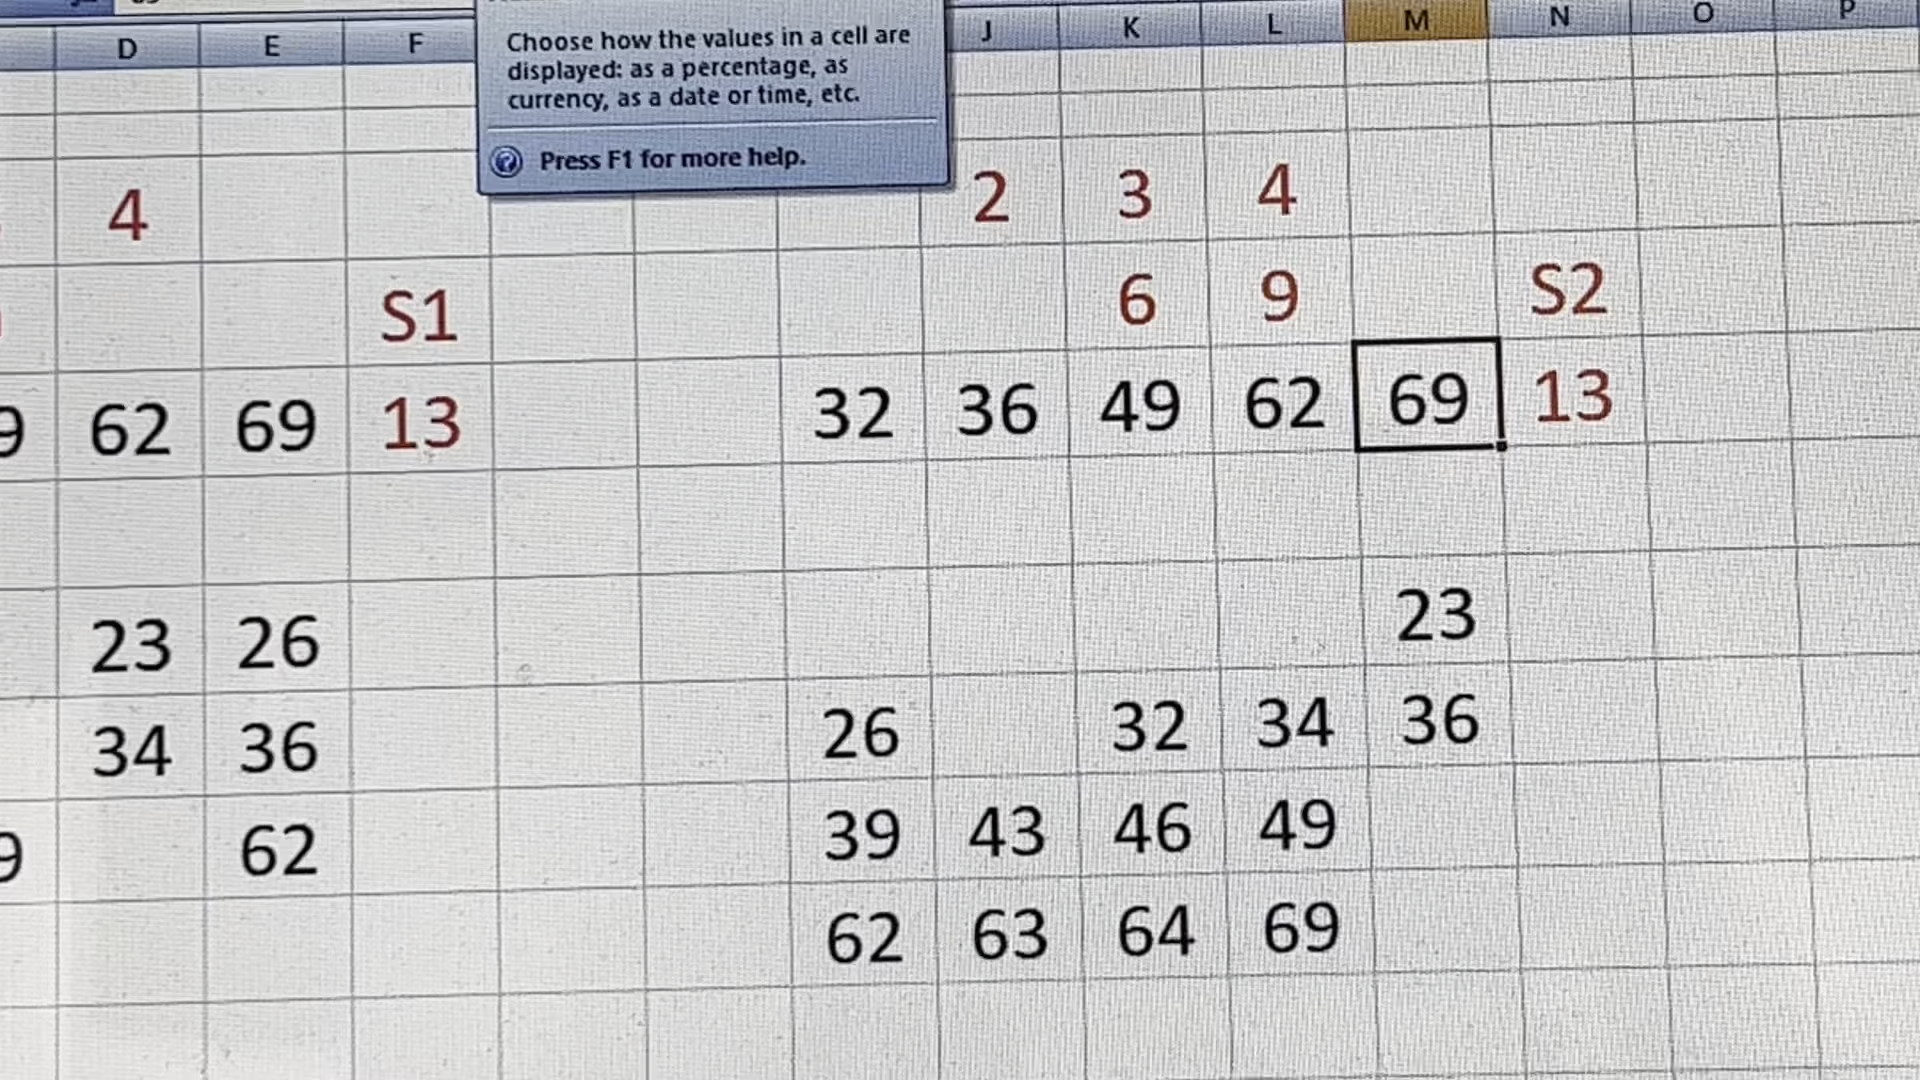 Choose how the values in a cell are
displayed: as a percentage, as
currency, as a date or time, etc.
Press F1 for more help.
D E F J K L M N O P
4 2 3 4
S1 6 9 S2
9 62 69 13 32 36 49 62 69 13
23 26 23
34 36 26 32 34 36
9 62 39 43 46 49
62 63 64 69